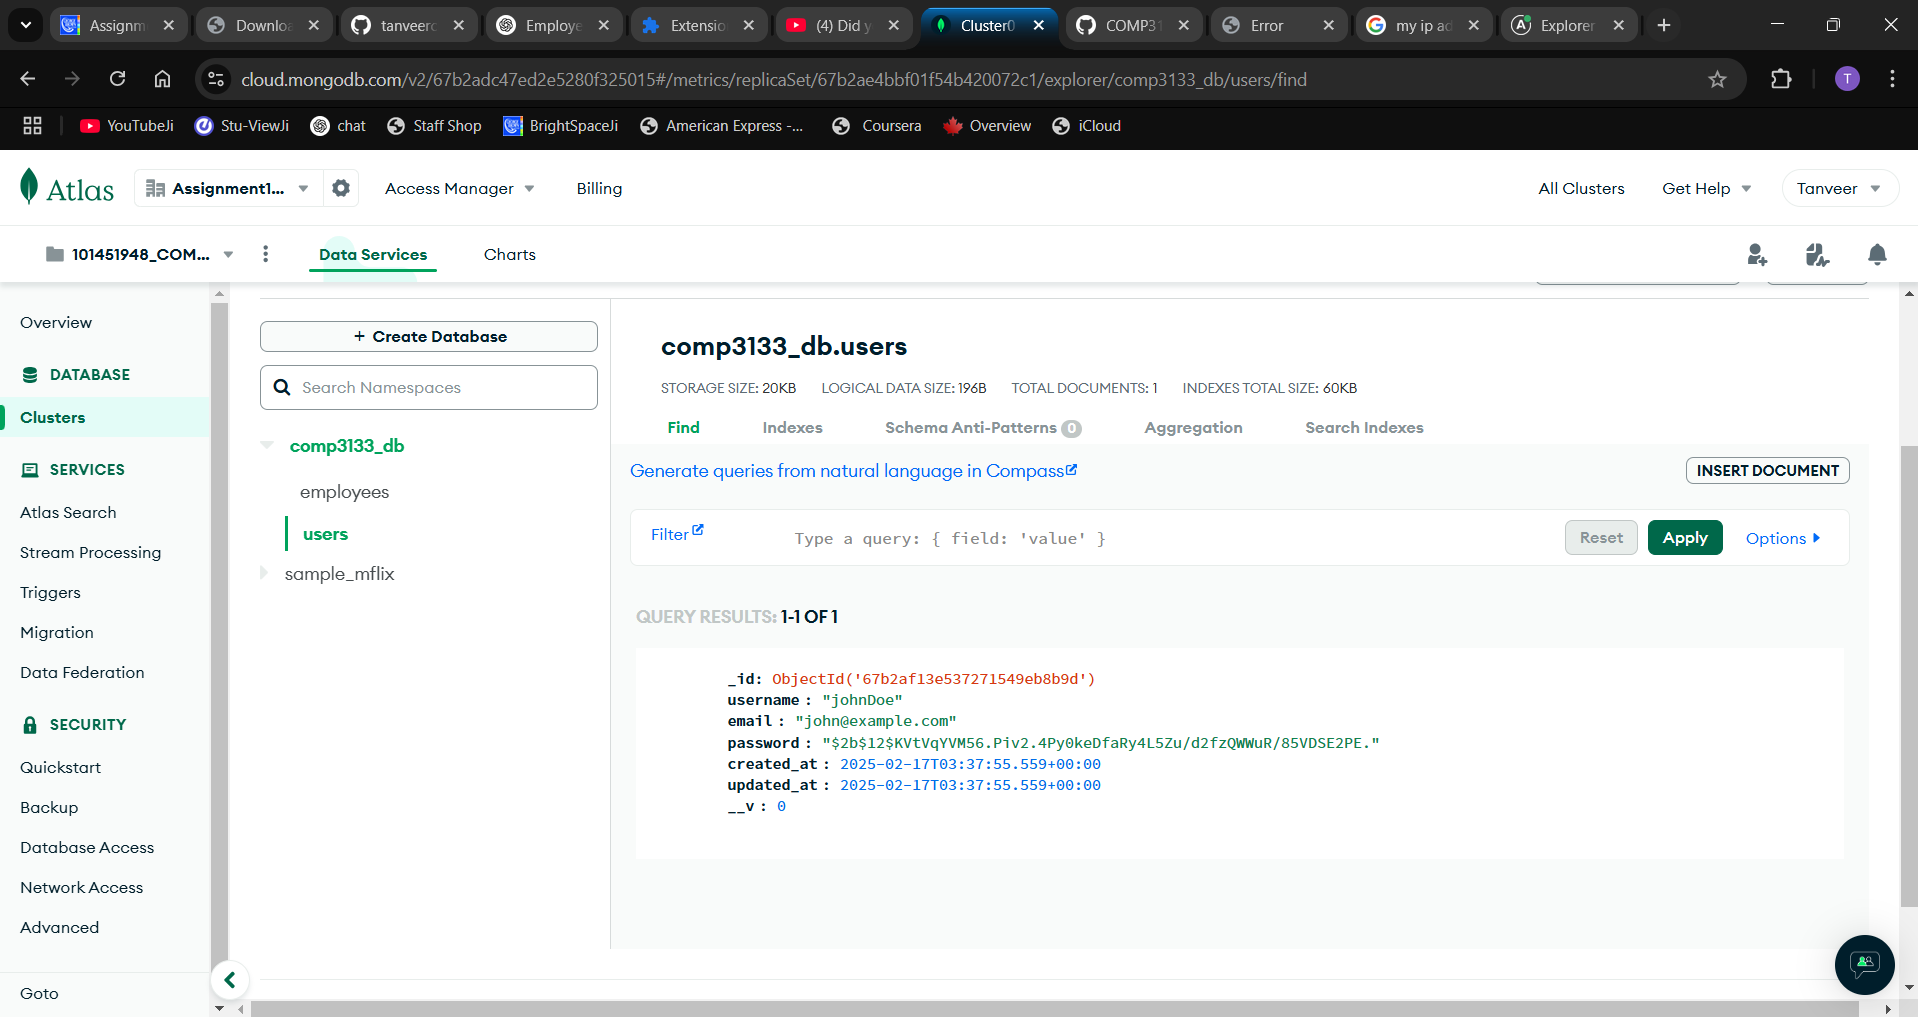 Assignm
Downloa
tanveerc
Employe
Extensio
(4) Did y
Cluster0
COMP31
Error
my ip ad
Explorer
cloud.mongodb.com/v2/67b2adc47ed2e5280f325015#/metrics/replicaSet/67b2ae4bbf01f54b420072c1/explorer/comp3133_db/users/find
T
YouTubeJi
Stu-ViewJi
chat
Staff Shop
BrightSpaceJi
American Express -...
Coursera
Overview
iCloud
Atlas
Assignment1...
Access Manager
Billing
All Clusters
Get Help
Tanveer
101451948_COM...
Data Services
Charts
Overview
DATABASE
Clusters
SERVICES
Atlas Search
Stream Processing
Triggers
Migration
Data Federation
SECURITY
Quickstart
Backup
Database Access
Network Access
Advanced
Goto
+ Create Database
Search Namespaces
comp3133_db
employees
users
sample_mflix
comp3133_db.users
STORAGE SIZE: 20KB LOGICAL DATA SIZE: 196B TOTAL DOCUMENTS: 1 INDEXES TOTAL SIZE: 60KB
Find Indexes Schema Anti-Patterns 0 Aggregation Search Indexes
Generate queries from natural language in Compass
INSERT DOCUMENT
Filter
Type a query: { field: 'value' }
Reset
Apply
Options
QUERY RESULTS: 1-1 OF 1
_id: ObjectId('67b2af13e537271549eb8b9d')
username : "johnDoe"
email : "john@example.com"
password : "$2b$12$KVtVqYVM56.Piv2.4Py0keDfaRy4L5Zu/d2fzQWWuR/85VDSE2PE."
created_at : 2025-02-17T03:37:55.559+00:00
updated_at : 2025-02-17T03:37:55.559+00:00
__v : 0